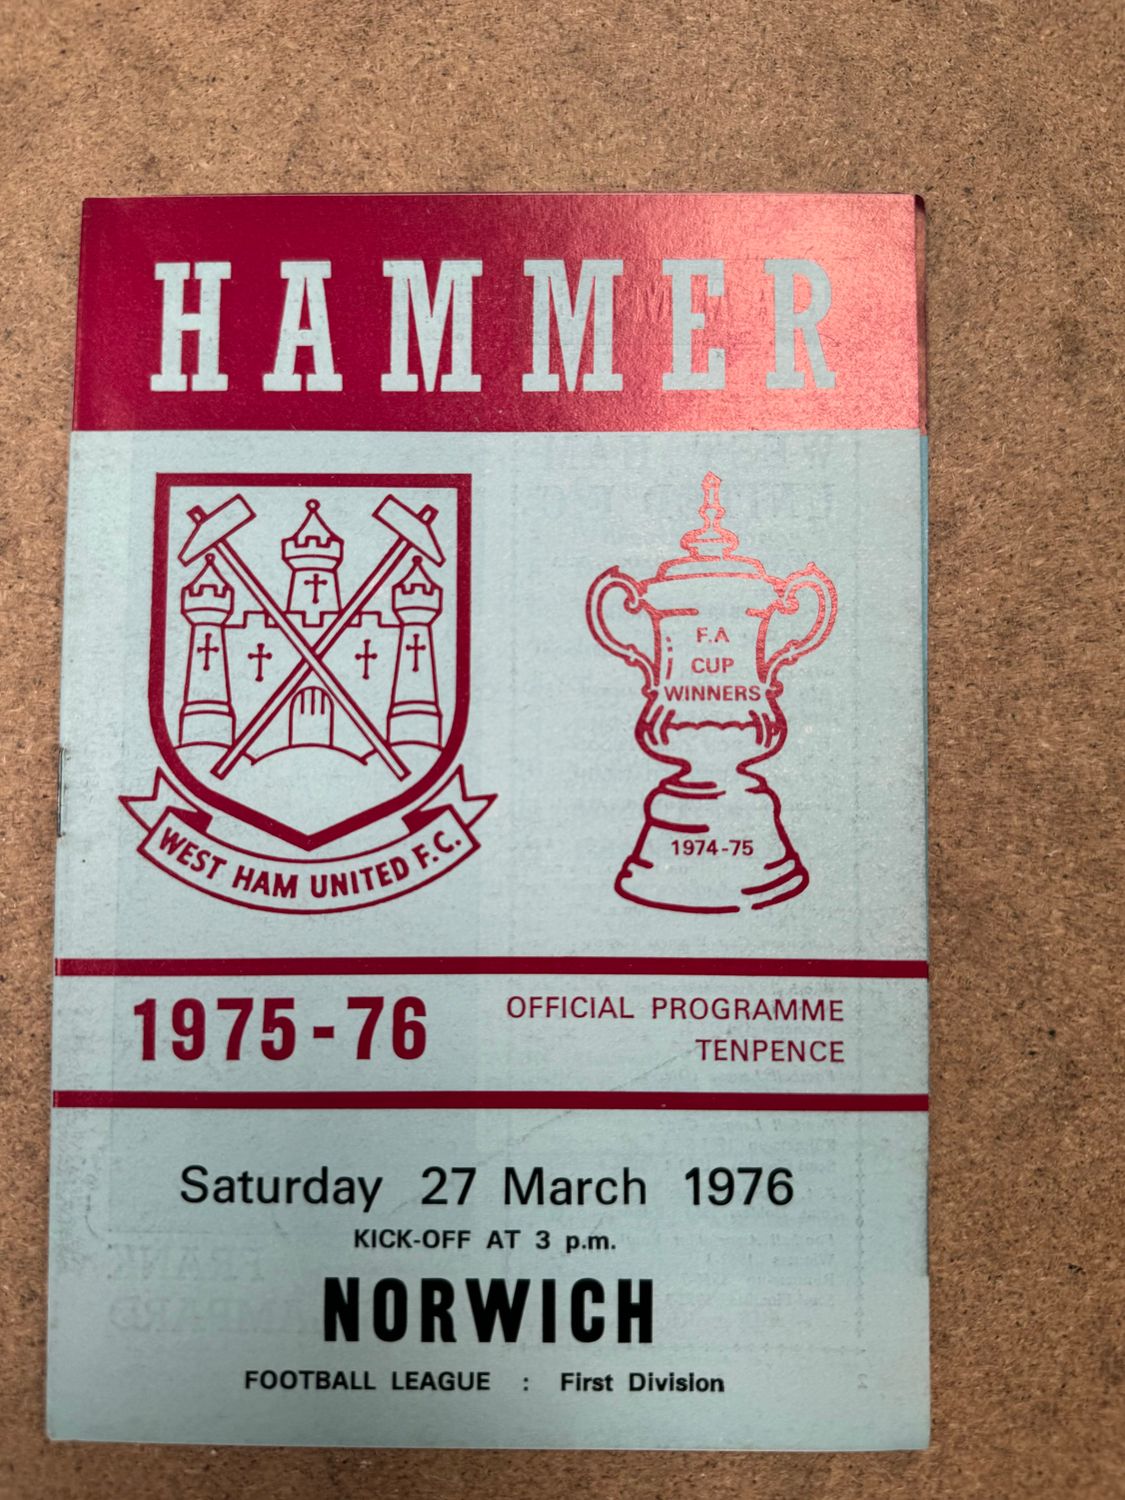 HAMMER
F.A
CUP
WINNERS
1974-75
WEST HAM UNITED F.C.
1975-76
OFFICIAL PROGRAMME
TENPENCE
Saturday 27 March 1976
KICK-OFF AT 3 p.m.
NORWICH
FOOTBALL LEAGUE : First Division